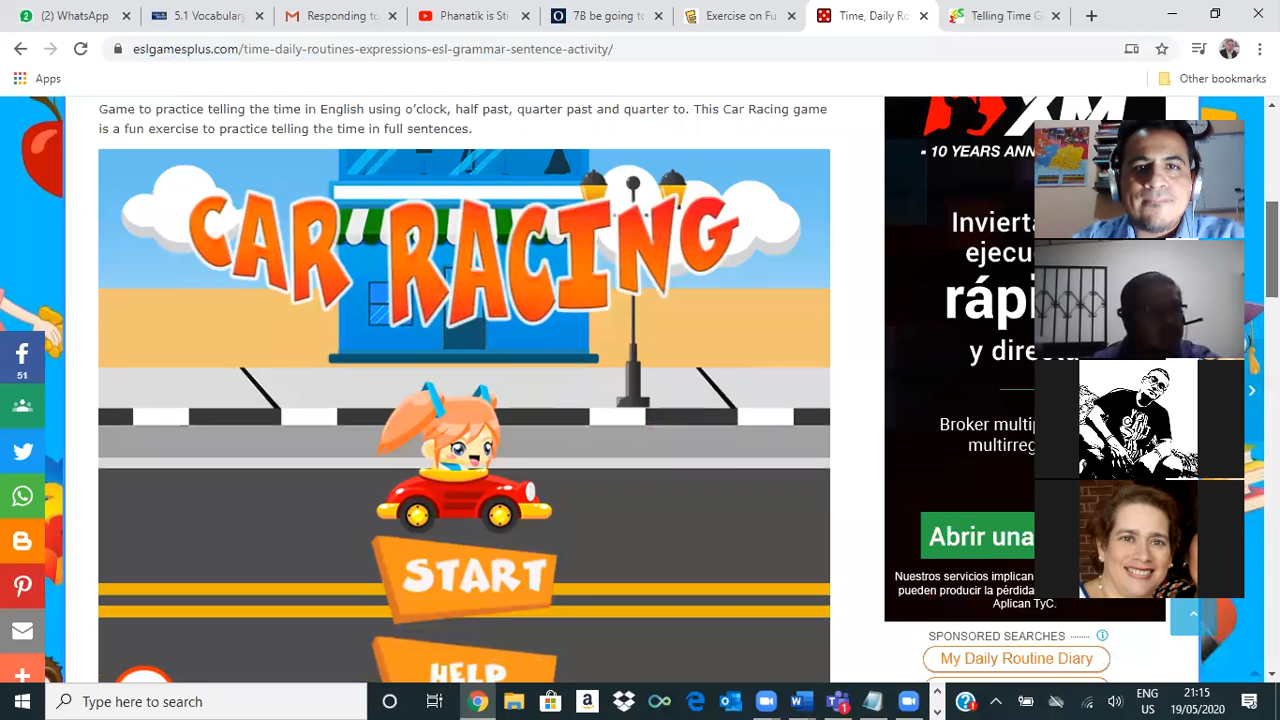 (2) WhatsApp
5.1 Vocabulary
Responding to
Phanatik is Sti
7B be going to
Exercise on Fu
Time, Daily Ro
Telling Time G
eslgamesplus.com/time-daily-routines-expressions-esl-grammar-sentence-activity/
Apps
Other bookmarks
Game to practice telling the time in English using o'clock, half past, quarter past and quarter to. This Car Racing game
is a fun exercise to practice telling the time in full sentences.
CAR RACING
START
HELP
51
XM
- 10 YEARS ANN
Invierta
ejecu
rápi
y direct
Broker multip
multirreg
Abrir una
Nuestros servicios implican
pueden producir la pérdida
Aplican TyC.
SPONSORED SEARCHES
My Daily Routine Diary
Type here to search
ENG
US
21:15
19/05/2020